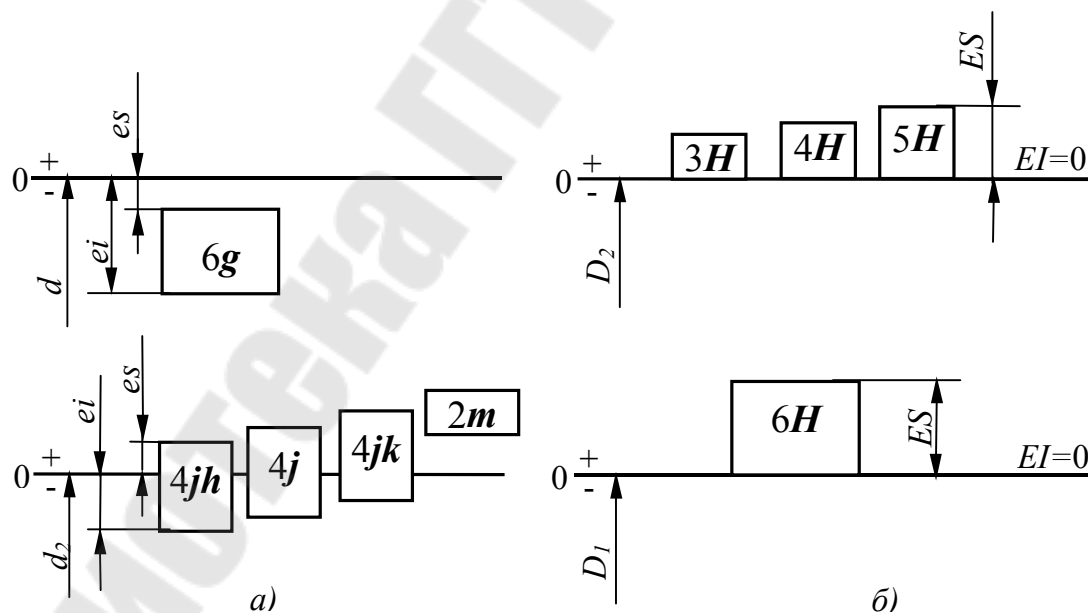 es
0 + -
d
ei
6g
ES
3H 4H 5H
EI=0
0 + -
D2
ei
es
4jh 4j 4jk 2m
0 + -
d2
6H
ES
EI=0
0 + -
D1
а) б)